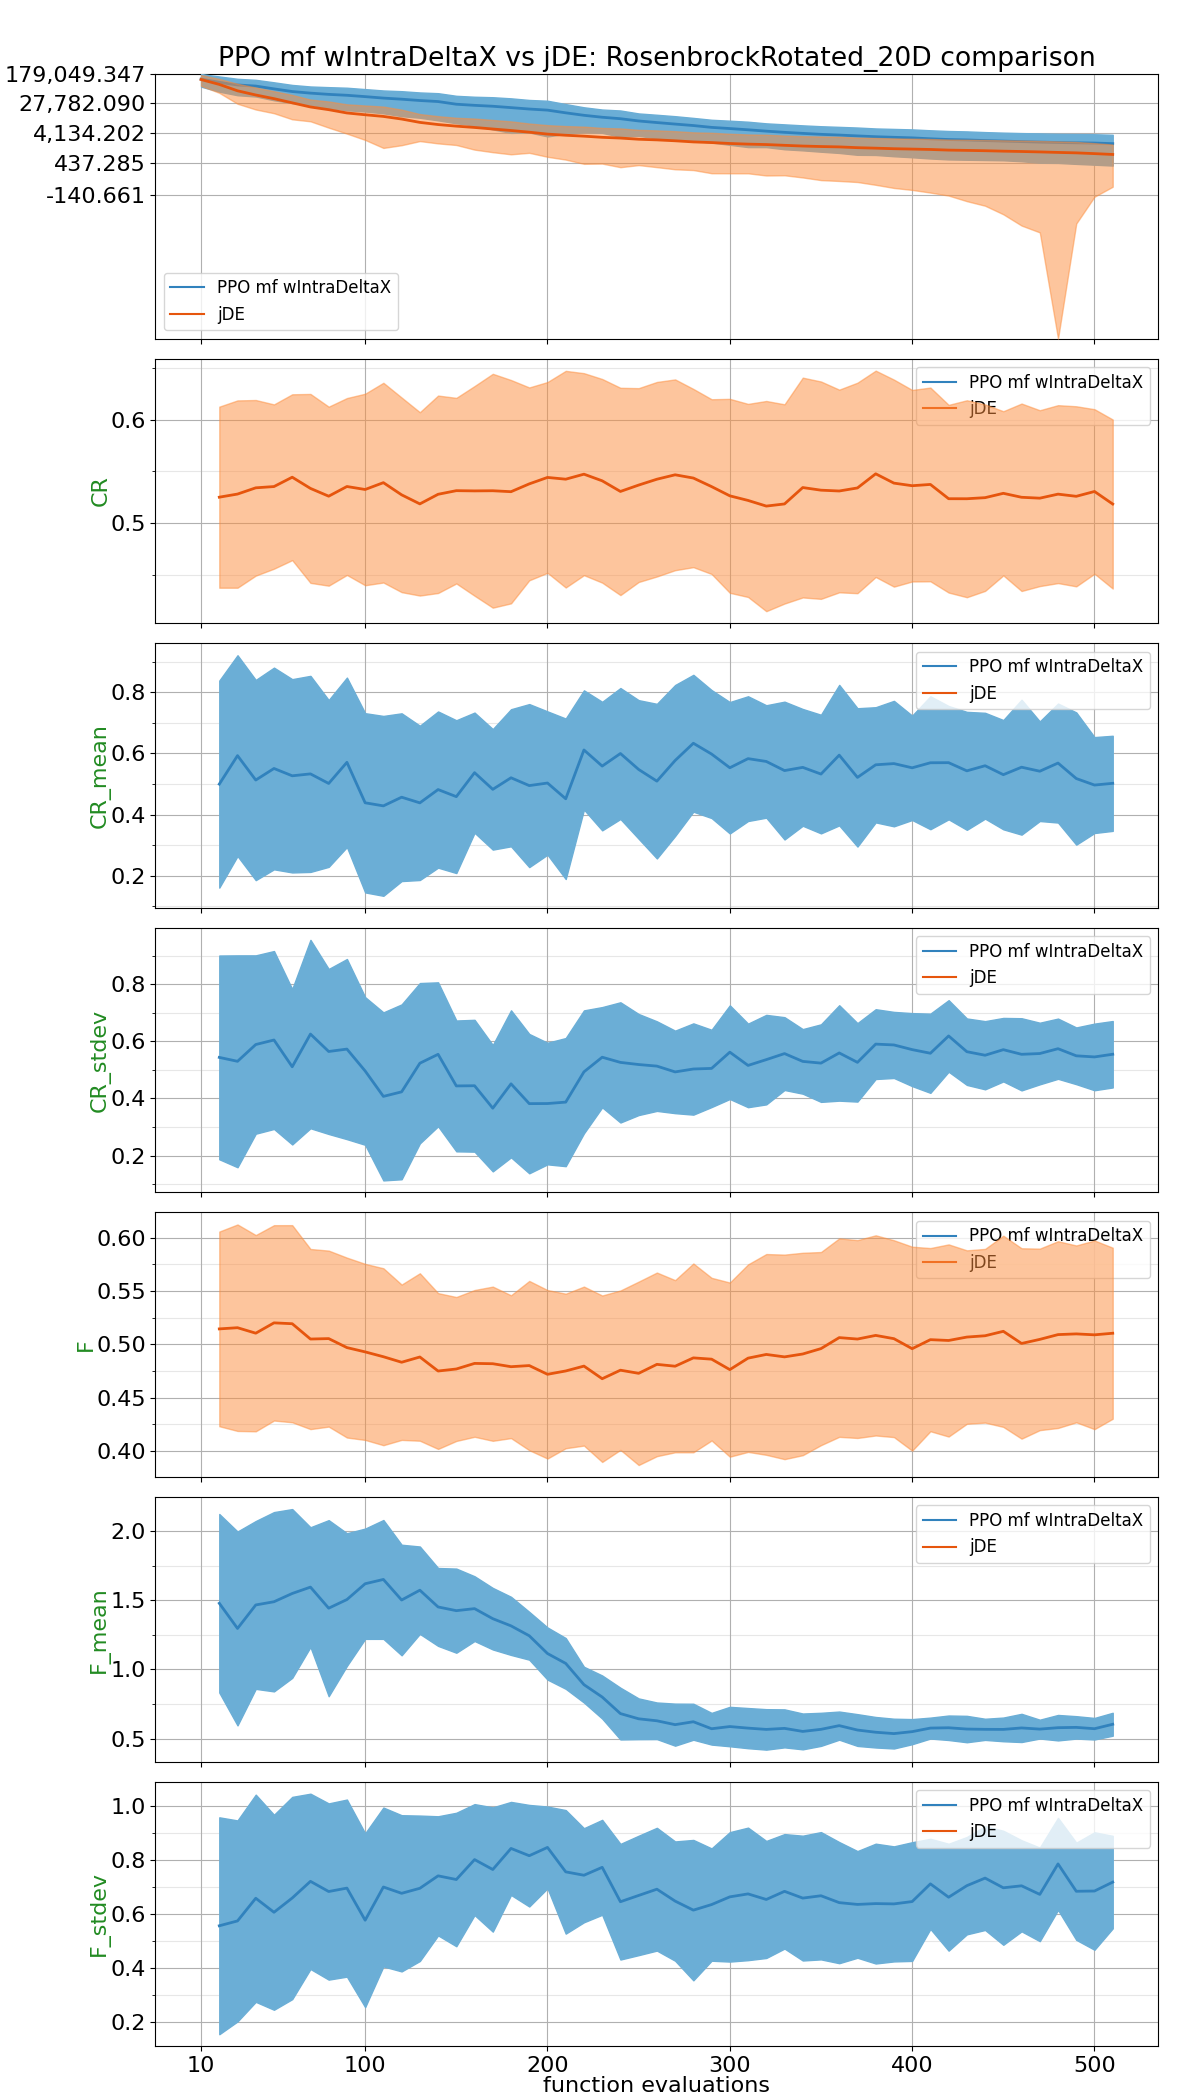 PPO mf wIntraDeltaX vs jDE: RosenbrockRotated_20D comparison
179,049.347
27,782.090
4,134.202
437.285
-140.661
PPO mf wIntraDeltaX
jDE
PPO mf wIntraDeltaX
jDE
0.6
0.5
CR
PPO mf wIntraDeltaX
jDE
0.8
0.6
0.4
0.2
CR_mean
PPO mf wIntraDeltaX
jDE
0.8
0.6
0.4
0.2
CR_stdev
PPO mf wIntraDeltaX
jDE
0.60
0.55
0.50
0.45
0.40
F
PPO mf wIntraDeltaX
jDE
2.0
1.5
1.0
0.5
F_mean
PPO mf wIntraDeltaX
jDE
1.0
0.8
0.6
0.4
0.2
F_stdev
10 100 200 300 400 500
function evaluations